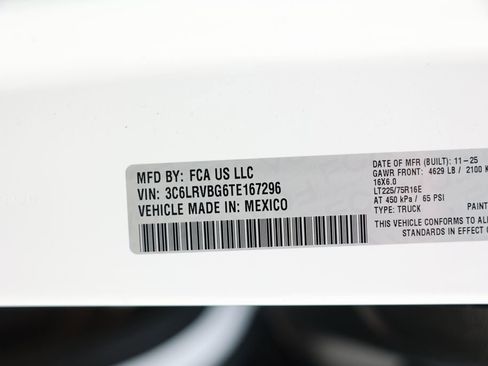 MFD BY: FCA US LLC
VIN: 3C6LRVBG6TE167296
VEHICLE MADE IN: MEXICO
DATE OF MFR (BUILT): 11-25
GAWR FRONT: 4629 LB / 2100 K
16X6.0
LT225/75R16E
AT 450 kPa / 65 PSI
TYPE: TRUCK PAIN
THIS VEHICLE CONFORMS TO AL
STANDARDS IN EFFECT O